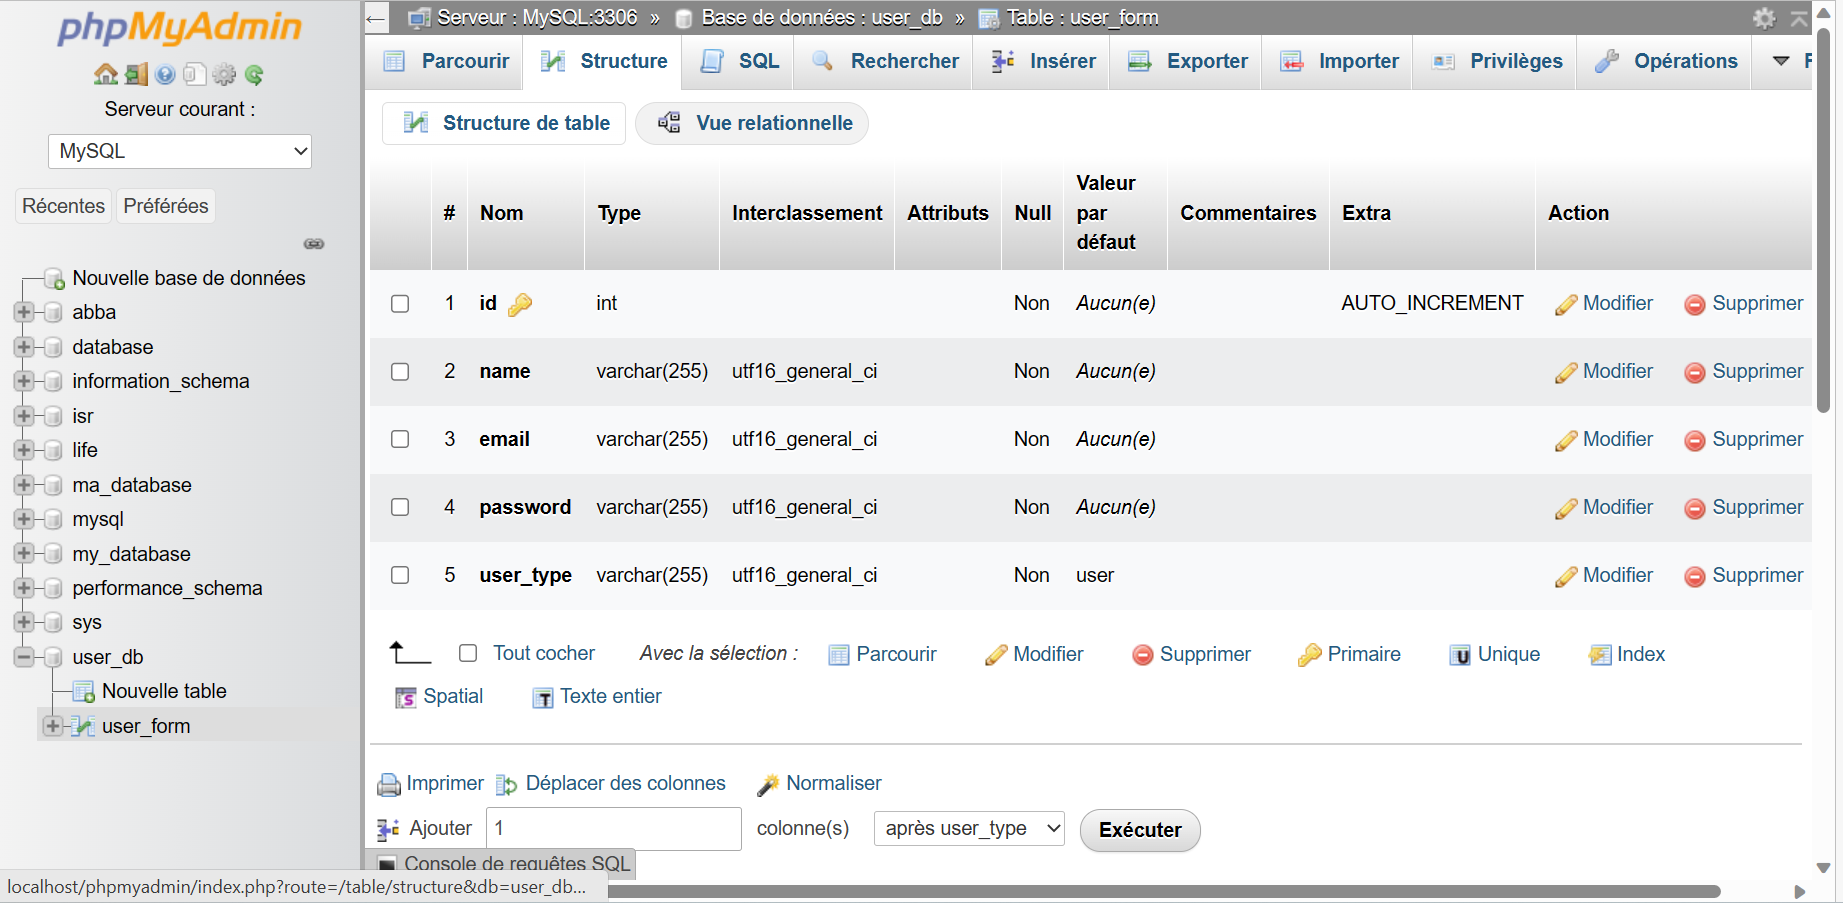 phpMyAdmin
Serveur courant :
MySQL
Récentes
Préférées
Nouvelle base de données
abba
database
information_schema
isr
life
ma_database
mysql
my_database
performance_schema
sys
user_db
Nouvelle table
user_form
Serveur : MySQL:3306 » Base de données : user_db » Table : user_form
Parcourir Structure SQL Rechercher Insérer Exporter Importer Privilèges Opérations
Structure de table Vue relationnelle
# Nom Type Interclassement Attributs Null Valeur par défaut Commentaires Extra Action
1 id int Non Aucun(e) AUTO_INCREMENT Modifier Supprimer
2 name varchar(255) utf16_general_ci Non Aucun(e) Modifier Supprimer
3 email varchar(255) utf16_general_ci Non Aucun(e) Modifier Supprimer
4 password varchar(255) utf16_general_ci Non Aucun(e) Modifier Supprimer
5 user_type varchar(255) utf16_general_ci Non user Modifier Supprimer
Tout cocher Avec la sélection : Parcourir Modifier Supprimer Primaire Unique Index
Spatial Texte entier
Imprimer Déplacer des colonnes Normaliser
Ajouter 1 colonne(s) après user_type Exécuter
Console de requêtes SQL
localhost/phpmyadmin/index.php?route=/table/structure&db=user_db...